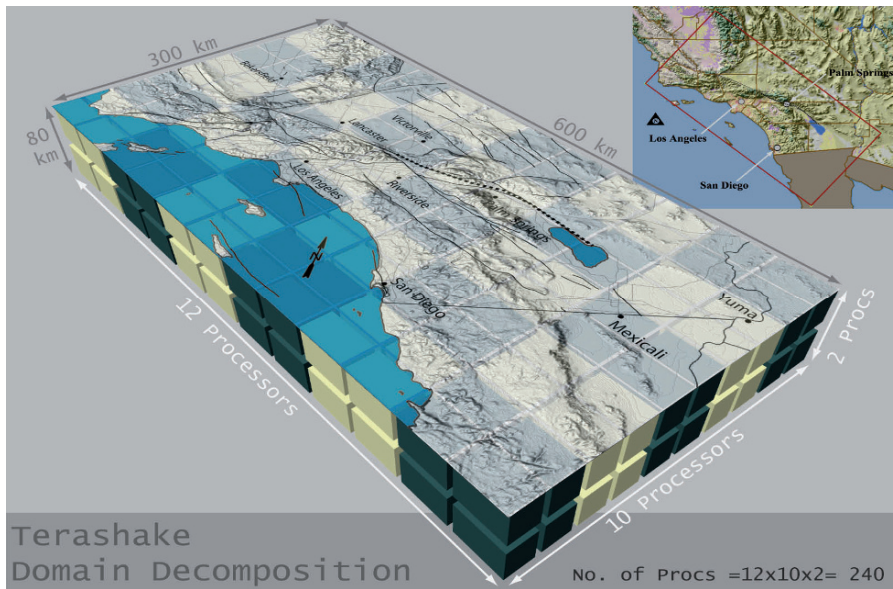 300 km
600 km
80
km
Bakersfield
Lancaster
Victorville
Los Angeles
Riverside
Springs
San Diego
Mexicali
Yuma
N
12 Processors
10 Processors
2 Procs
Palm Springs
Los Angeles
San Diego
Terashake
Domain Decomposition
No. of Procs =12x10x2= 240